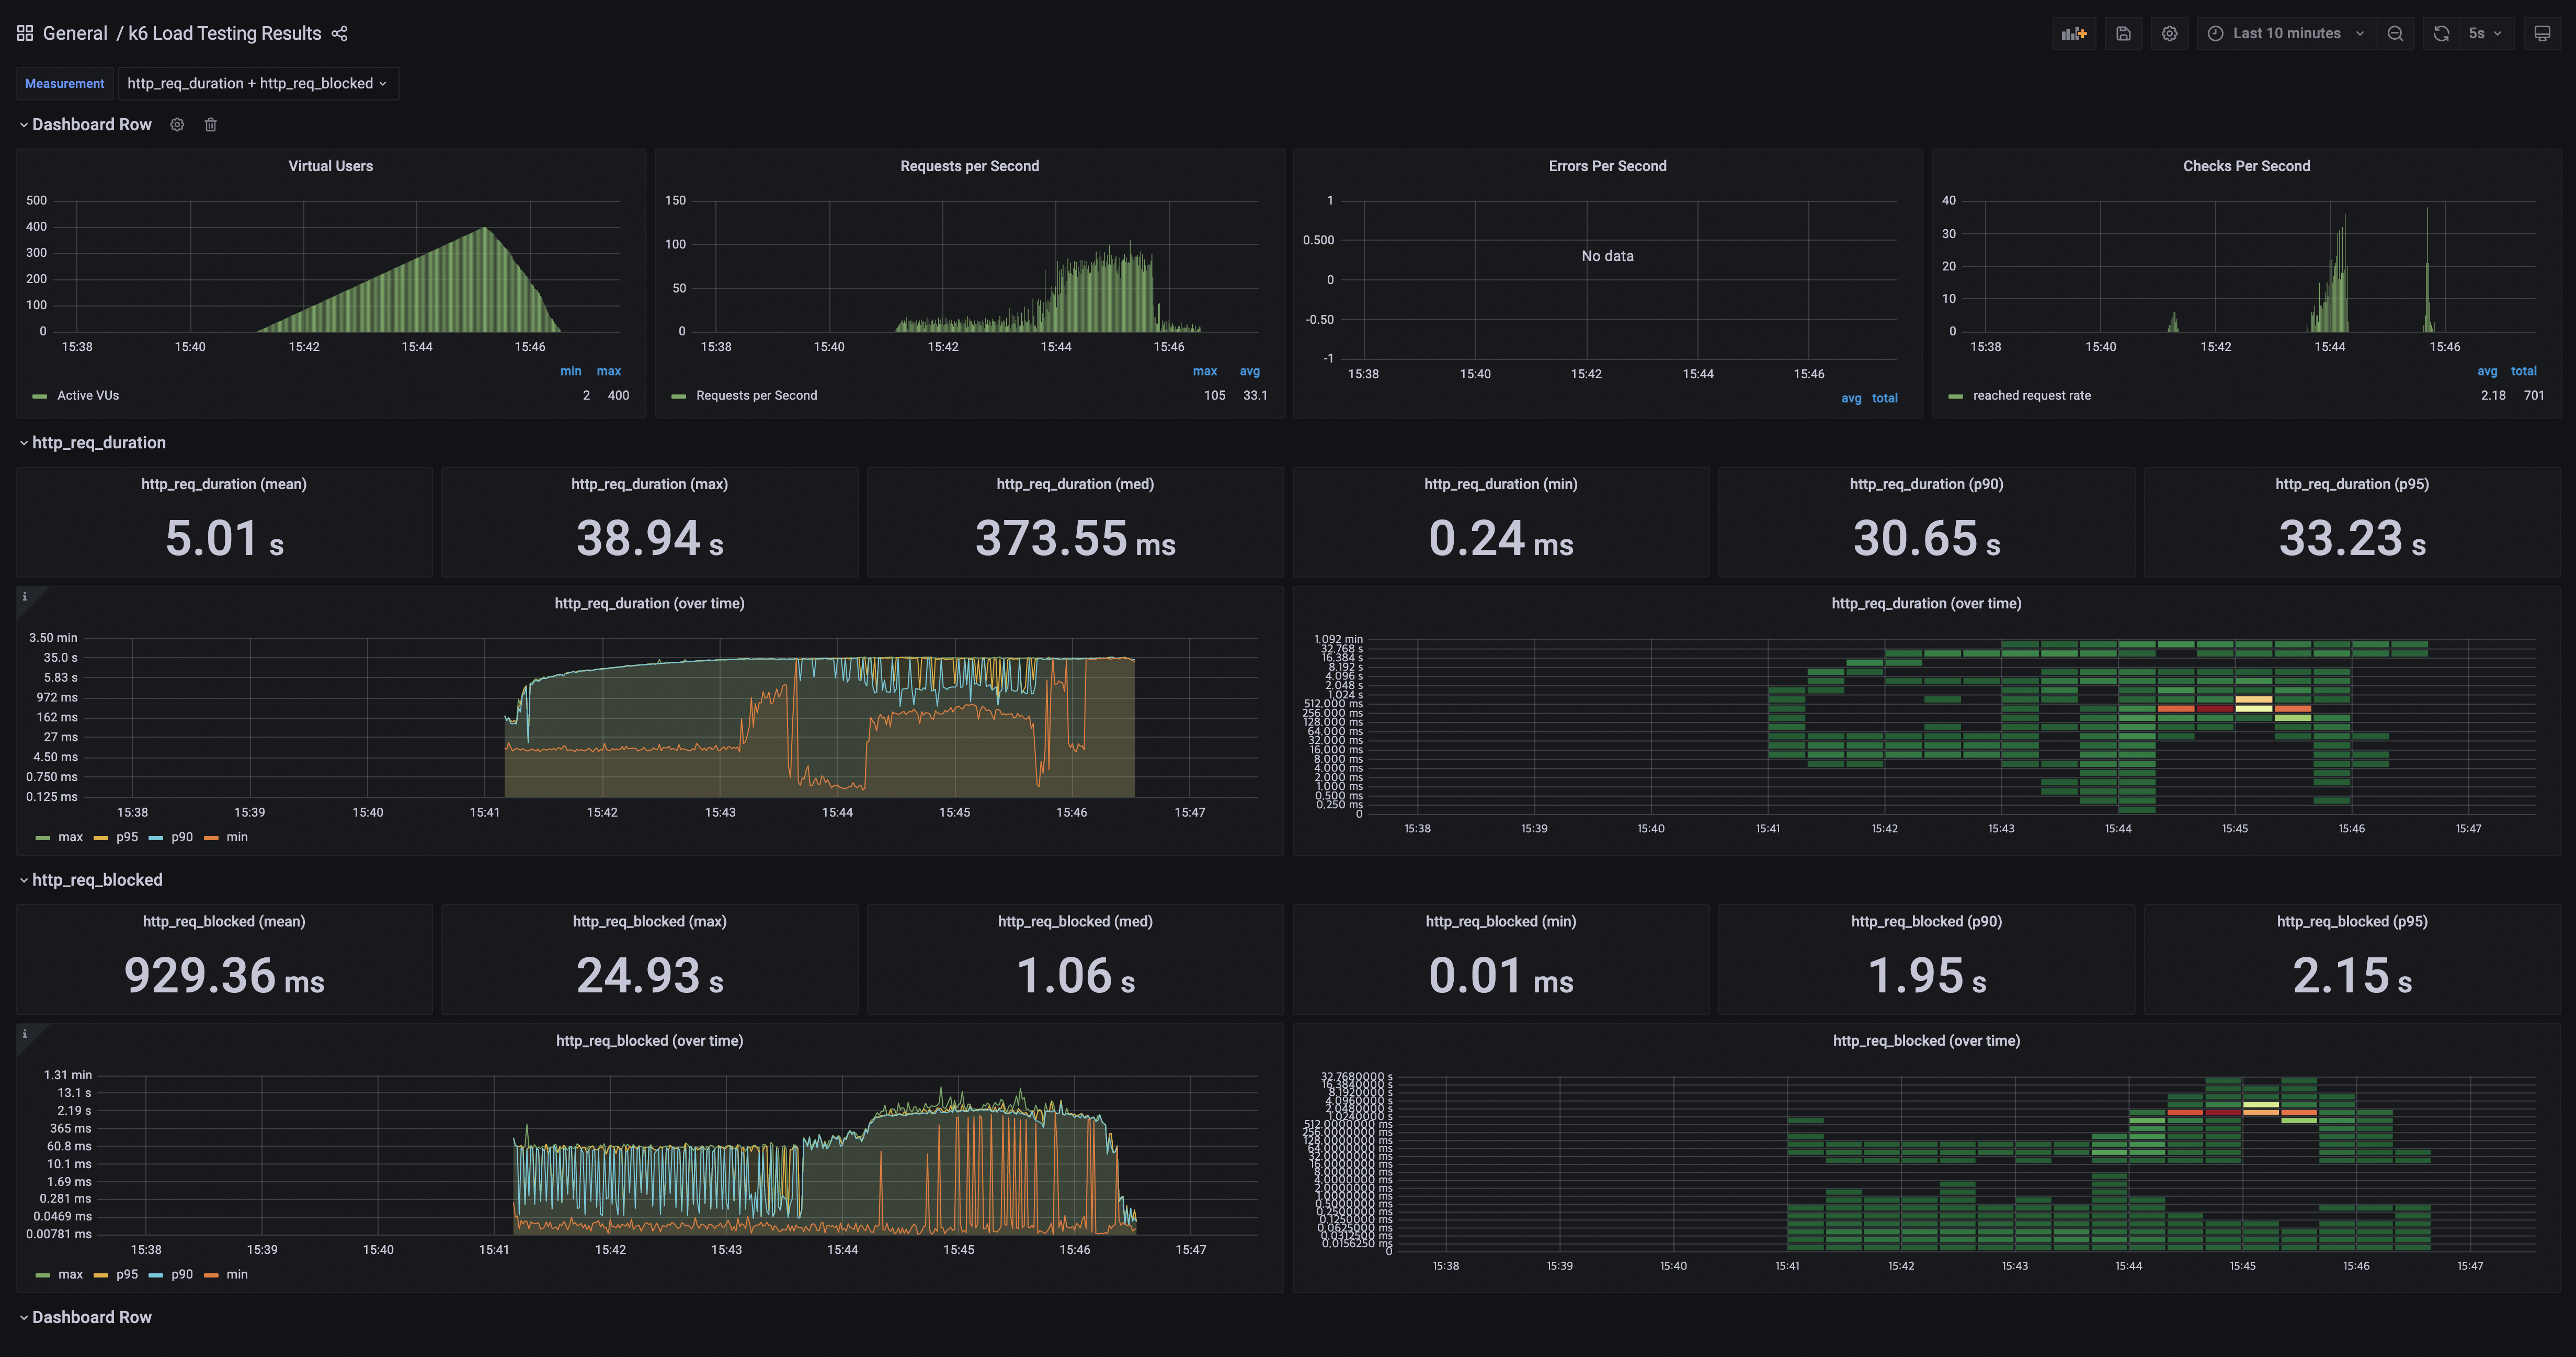 General / k6 Load Testing Results
Last 10 minutes
5s
Measurement
http_req_duration + http_req_blocked
Dashboard Row
Virtual Users
500
400
300
200
100
0
15:38 15:40 15:42 15:44 15:46
min max
Active VUs 2 400
Requests per Second
150
100
50
0
15:38 15:40 15:42 15:44 15:46
max avg
Requests per Second 105 33.1
Errors Per Second
1
0.500
0
-0.50
-1
No data
15:38 15:40 15:42 15:44 15:46
avg total
Checks Per Second
40
30
20
10
0
15:38 15:40 15:42 15:44 15:46
avg total
reached request rate 2.18 701
http_req_duration
http_req_duration (mean)
5.01 s
http_req_duration (max)
38.94 s
http_req_duration (med)
373.55 ms
http_req_duration (min)
0.24 ms
http_req_duration (p90)
30.65 s
http_req_duration (p95)
33.23 s
i
http_req_duration (over time)
3.50 min
35.0 s
5.83 s
972 ms
162 ms
27 ms
4.50 ms
0.750 ms
0.125 ms
15:38 15:39 15:40 15:41 15:42 15:43 15:44 15:45 15:46 15:47
max p95 p90 min
http_req_duration (over time)
1.092 min
32.768 s
16.384 s
8.192 s
4.096 s
2.048 s
1.024 s
512.000 ms
256.000 ms
128.000 ms
64.000 ms
32.000 ms
16.000 ms
8.000 ms
4.000 ms
2.000 ms
1.000 ms
0.500 ms
0.250 ms
0
15:38 15:39 15:40 15:41 15:42 15:43 15:44 15:45 15:46 15:47
http_req_blocked
http_req_blocked (mean)
929.36 ms
http_req_blocked (max)
24.93 s
http_req_blocked (med)
1.06 s
http_req_blocked (min)
0.01 ms
http_req_blocked (p90)
1.95 s
http_req_blocked (p95)
2.15 s
i
http_req_blocked (over time)
1.31 min
13.1 s
2.19 s
365 ms
60.8 ms
10.1 ms
1.69 ms
0.281 ms
0.0469 ms
0.00781 ms
15:38 15:39 15:40 15:41 15:42 15:43 15:44 15:45 15:46 15:47
max p95 p90 min
http_req_blocked (over time)
32.7680000 s
16.3840000 s
8.1920000 s
4.0960000 s
2.0480000 s
1.0240000 s
512.0000000 ms
256.0000000 ms
128.0000000 ms
64.0000000 ms
32.0000000 ms
16.0000000 ms
8.0000000 ms
4.0000000 ms
2.0000000 ms
1.0000000 ms
0.5000000 ms
0.2500000 ms
0.1250000 ms
0.0625000 ms
0.0312500 ms
0.0156250 ms
0
15:38 15:39 15:40 15:41 15:42 15:43 15:44 15:45 15:46 15:47
Dashboard Row